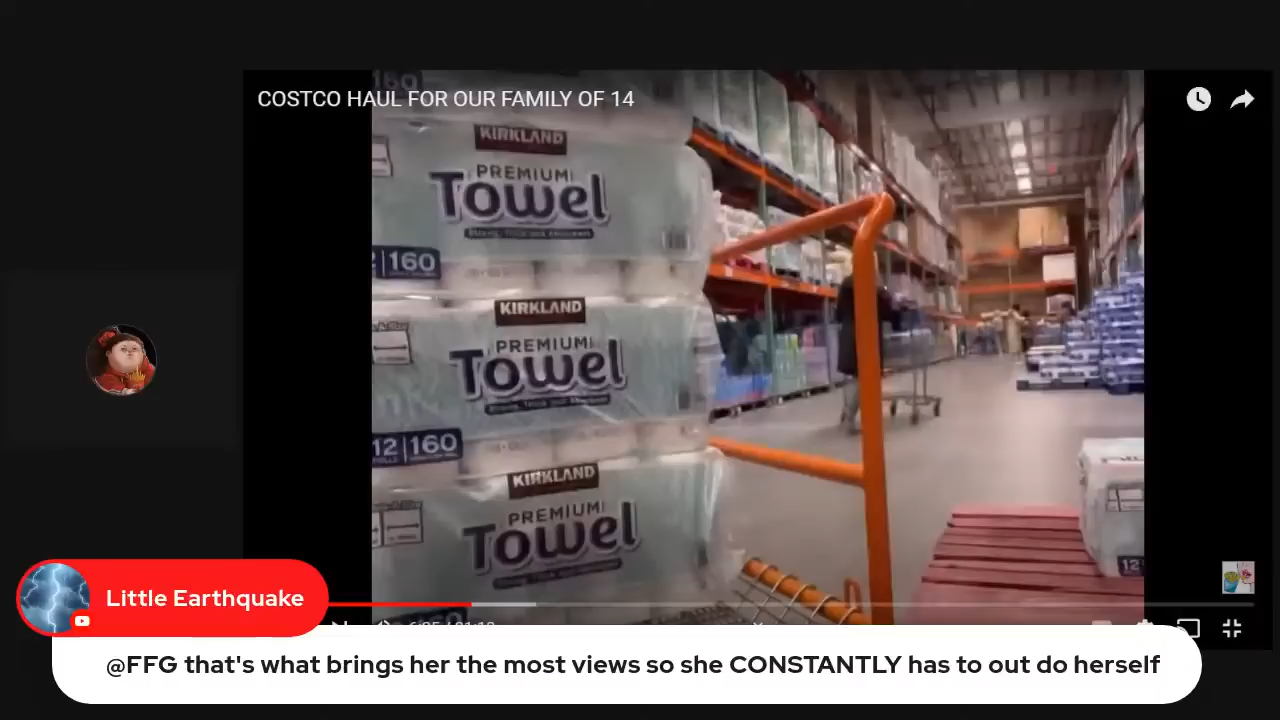 COSTCO HAUL FOR OUR FAMILY OF 14
160
KIRKLAND
PREMIUM
Towel
160
KIRKLAND
PREMIUM
Towel
12 160
KIRKLAND
PREMIUM
Towel
12
Little Earthquake
@FFG that's what brings her the most views so she CONSTANTLY has to out do herself